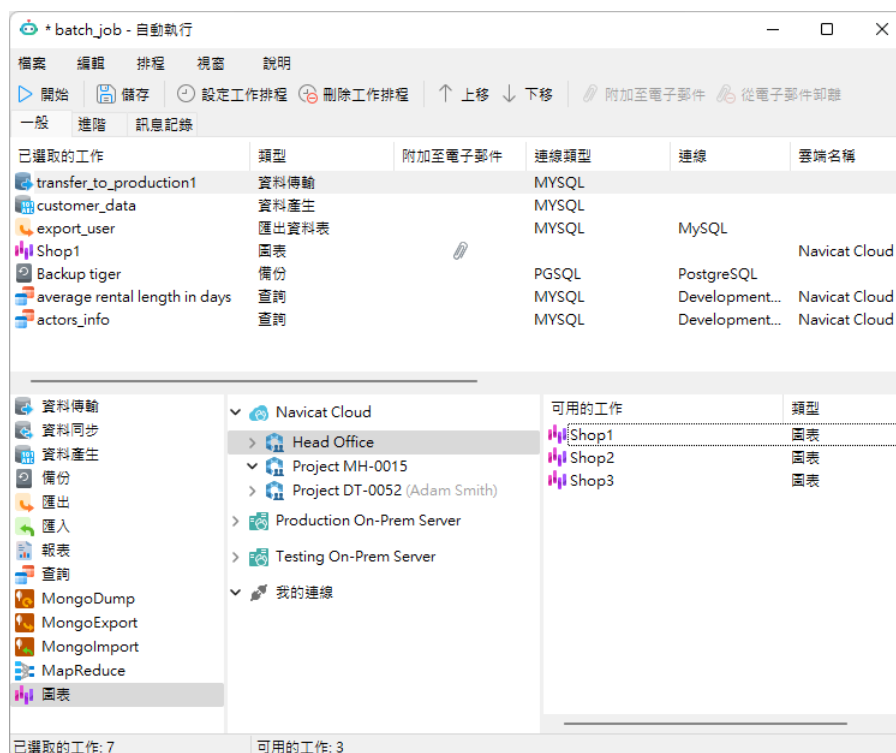 * batch_job - 自動執行
檔案 編輯 排程 視窗 說明
開始 儲存 設定工作排程 刪除工作排程 上移 下移 附加至電子郵件 從電子郵件卸離
一般 進階 訊息記錄
已選取的工作 類型 附加至電子郵件 連線類型 連線 雲端名稱
transfer_to_production1 資料傳輸 MYSQL
customer_data 資料產生 MYSQL
export_user 匯出資料表 MYSQL MySQL
Shop1 圖表 Navicat Cloud
Backup tiger 備份 PGSQL PostgreSQL
average rental length in days 查詢 MYSQL Development... Navicat Cloud
actors_info 查詢 MYSQL Development... Navicat Cloud
資料傳輸
資料同步
資料產生
備份
匯出
匯入
報表
查詢
MongoDump
MongoExport
MongoImport
MapReduce
圖表
Navicat Cloud
Head Office
Project MH-0015
Project DT-0052 (Adam Smith)
Production On-Prem Server
Testing On-Prem Server
我的連線
可用的工作 類型
Shop1 圖表
Shop2 圖表
Shop3 圖表
已選取的工作: 7 可用的工作: 3